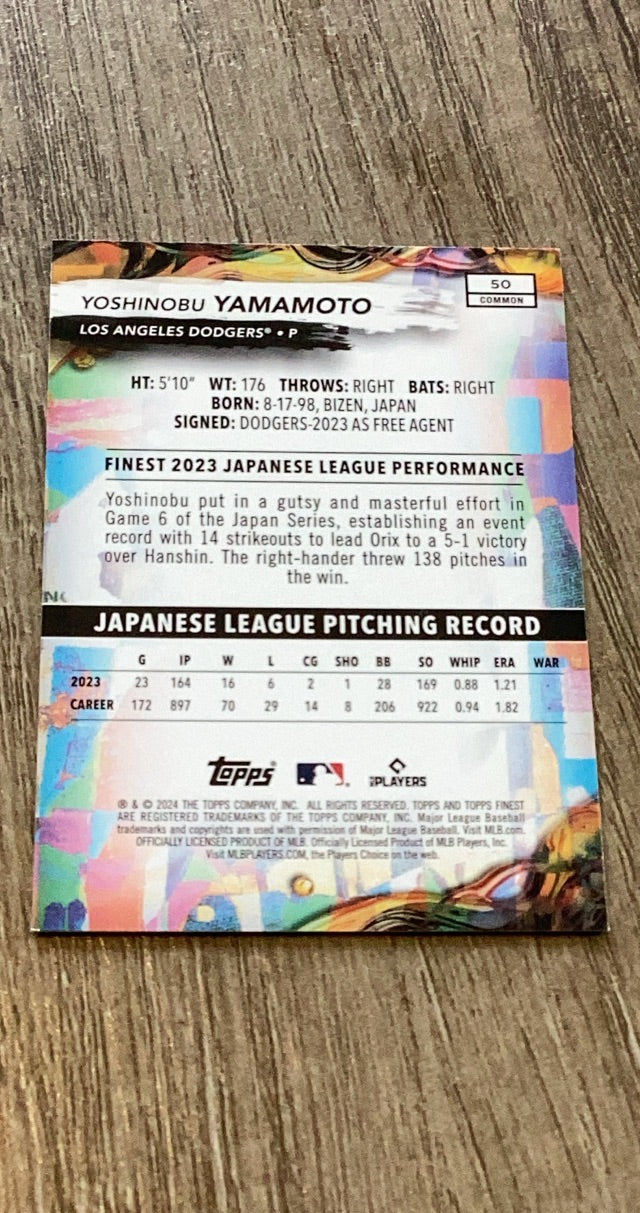 50
COMMON
YOSHINOBU YAMAMOTO
LOS ANGELES DODGERS® • P
HT: 5'10" WT: 176 THROWS: RIGHT BATS: RIGHT
BORN: 8-17-98, BIZEN, JAPAN
SIGNED: DODGERS-2023 AS FREE AGENT
FINEST 2023 JAPANESE LEAGUE PERFORMANCE
Yoshinobu put in a gutsy and masterful effort in
Game 6 of the Japan Series, establishing an event
record with 14 strikeouts to lead Orix to a 5-1 victory
over Hanshin. The right-hander threw 138 pitches in
the win.
JAPANESE LEAGUE PITCHING RECORD
G IP W L CG SHO BB SO WHIP ERA WAR
2023 23 164 16 6 2 1 28 169 0.88 1.21
CAREER 172 897 70 29 14 8 206 922 0.94 1.82
Topps® PLAYERS
® & © 2024 THE TOPPS COMPANY, INC. ALL RIGHTS RESERVED. TOPPS AND TOPPS FINEST
ARE REGISTERED TRADEMARKS OF THE TOPPS COMPANY, INC. Major League Baseball
trademarks and copyrights are used with permission of Major League Baseball. Visit MLB.com.
OFFICIALLY LICENSED PRODUCT OF MLB. Officially Licensed Product of MLB Players, Inc.
Visit MLBPLAYERS.COM, the Players Choice on the web.